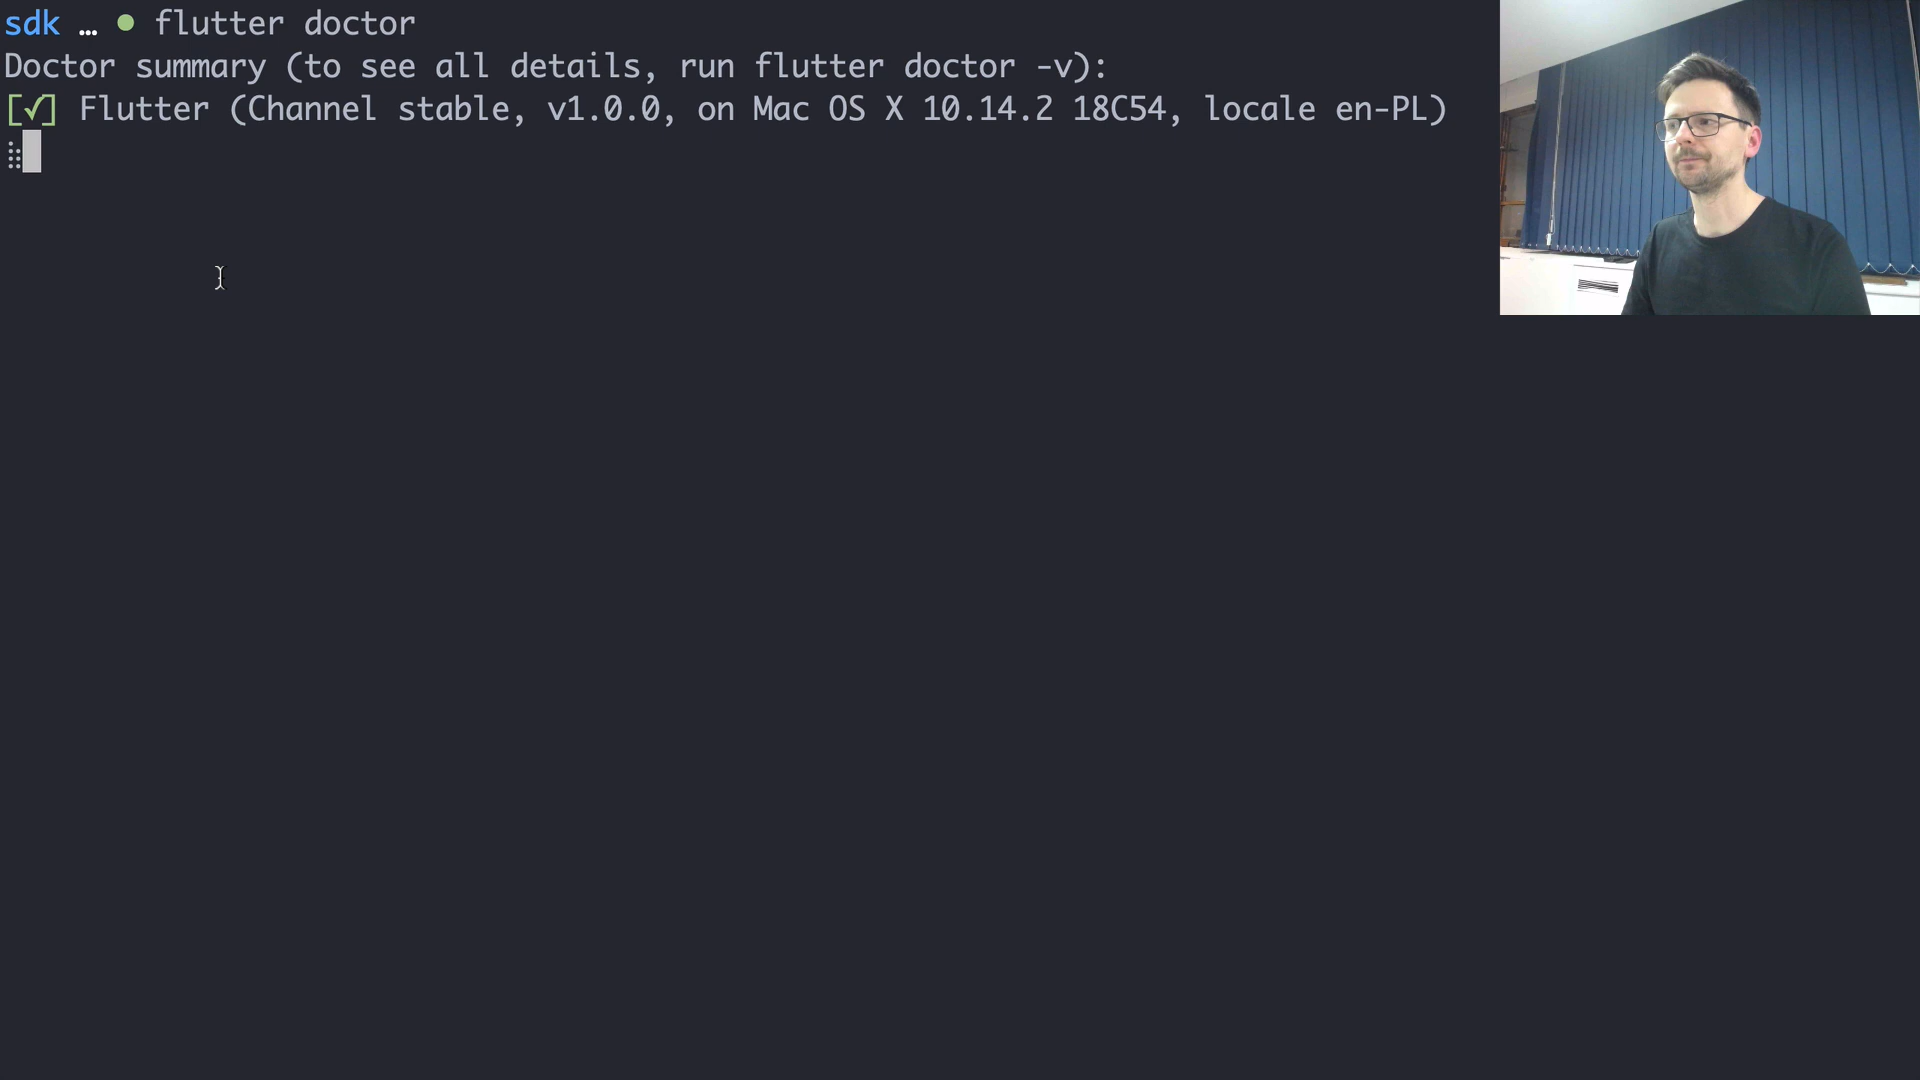 sdk … ● flutter doctor
Doctor summary (to see all details, run flutter doctor -v):
[✓] Flutter (Channel stable, v1.0.0, on Mac OS X 10.14.2 18C54, locale en-PL)
⣽